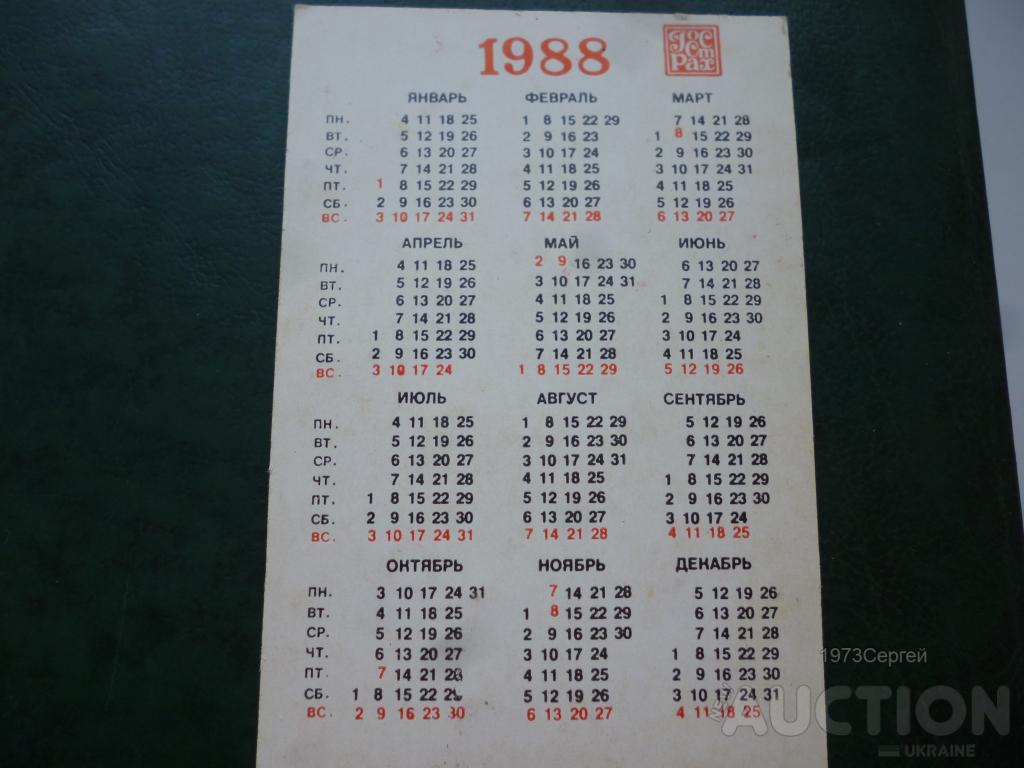 1988 Гос
ст
Рах
ЯНВАРЬ ФЕВРАЛЬ МАРТ
ПН. 4 11 18 25 1 8 15 22 29 7 14 21 28
ВТ. 5 12 19 26 2 9 16 23 1 8 15 22 29
СР. 6 13 20 27 3 10 17 24 2 9 16 23 30
ЧТ. 7 14 21 28 4 11 18 25 3 10 17 24 31
ПТ. 1 8 15 22 29 5 12 19 26 4 11 18 25
СБ. 2 9 16 23 30 6 13 20 27 5 12 19 26
ВС. 3 10 17 24 31 7 14 21 28 6 13 20 27
АПРЕЛЬ МАЙ ИЮНЬ
ПН. 4 11 18 25 2 9 16 23 30 6 13 20 27
ВТ. 5 12 19 26 3 10 17 24 31 7 14 21 28
СР. 6 13 20 27 4 11 18 25 1 8 15 22 29
ЧТ. 7 14 21 28 5 12 19 26 2 9 16 23 30
ПТ. 1 8 15 22 29 6 13 20 27 3 10 17 24
СБ. 2 9 16 23 30 7 14 21 28 4 11 18 25
ВС. 3 10 17 24 1 8 15 22 29 5 12 19 26
ИЮЛЬ АВГУСТ СЕНТЯБРЬ
ПН. 4 11 18 25 1 8 15 22 29 5 12 19 26
ВТ. 5 12 19 26 2 9 16 23 30 6 13 20 27
СР. 6 13 20 27 3 10 17 24 31 7 14 21 28
ЧТ. 7 14 21 28 4 11 18 25 1 8 15 22 29
ПТ. 1 8 15 22 29 5 12 19 26 2 9 16 23 30
СБ. 2 9 16 23 30 6 13 20 27 3 10 17 24
ВС. 3 10 17 24 31 7 14 21 28 4 11 18 25
ОКТЯБРЬ НОЯБРЬ ДЕКАБРЬ
ПН. 3 10 17 24 31 7 14 21 28 5 12 19 26
ВТ. 4 11 18 25 1 8 15 22 29 6 13 20 27
СР. 5 12 19 26 2 9 16 23 30 7 14 21 28
ЧТ. 6 13 20 27 3 10 17 24 1 8 15 22 29
ПТ. 7 14 21 28 4 11 18 25 2 9 16 23 30
СБ. 1 8 15 22 29 5 12 19 26 3 10 17 24 31
ВС. 2 9 16 23 30 6 13 20 27 4 11 18 25
1973Сергей
NEW AUCTION
UKRAINE